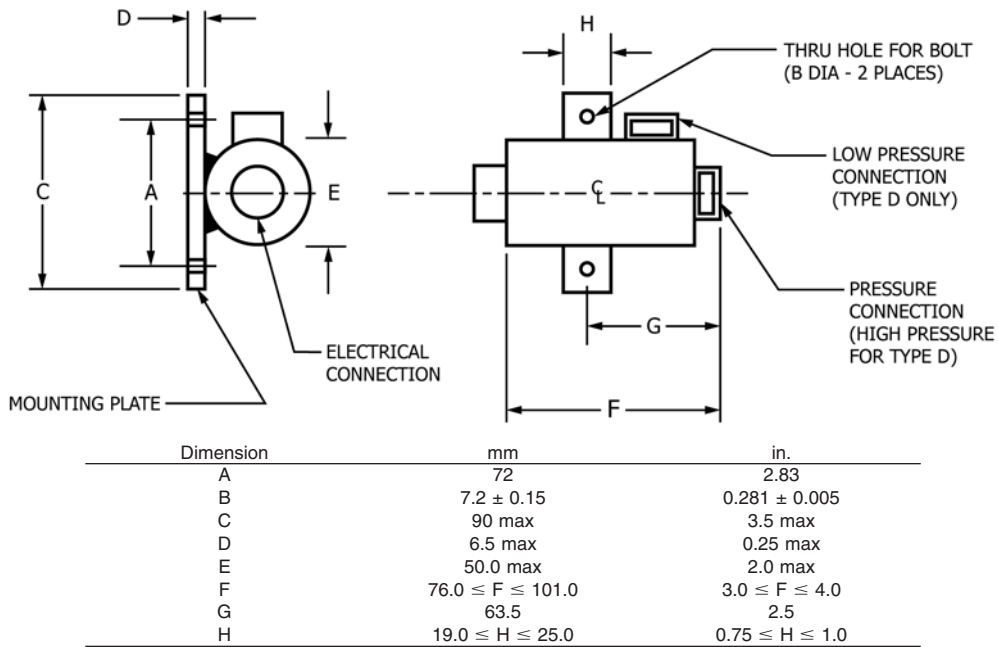 D
H
THRU HOLE FOR BOLT
(B DIA - 2 PLACES)
C
A
E
CL
LOW PRESSURE
CONNECTION
(TYPE D ONLY)
G
PRESSURE
CONNECTION
(HIGH PRESSURE
FOR TYPE D)
ELECTRICAL
CONNECTION
MOUNTING PLATE
F
Dimension mm in.
A 72 2.83
B 7.2 ± 0.15 0.281 ± 0.005
C 90 max 3.5 max
D 6.5 max 0.25 max
E 50.0 max 2.0 max
F 76.0 ≤ F ≤ 101.0 3.0 ≤ F ≤ 4.0
G 63.5 2.5
H 19.0 ≤ H ≤ 25.0 0.75 ≤ H ≤ 1.0